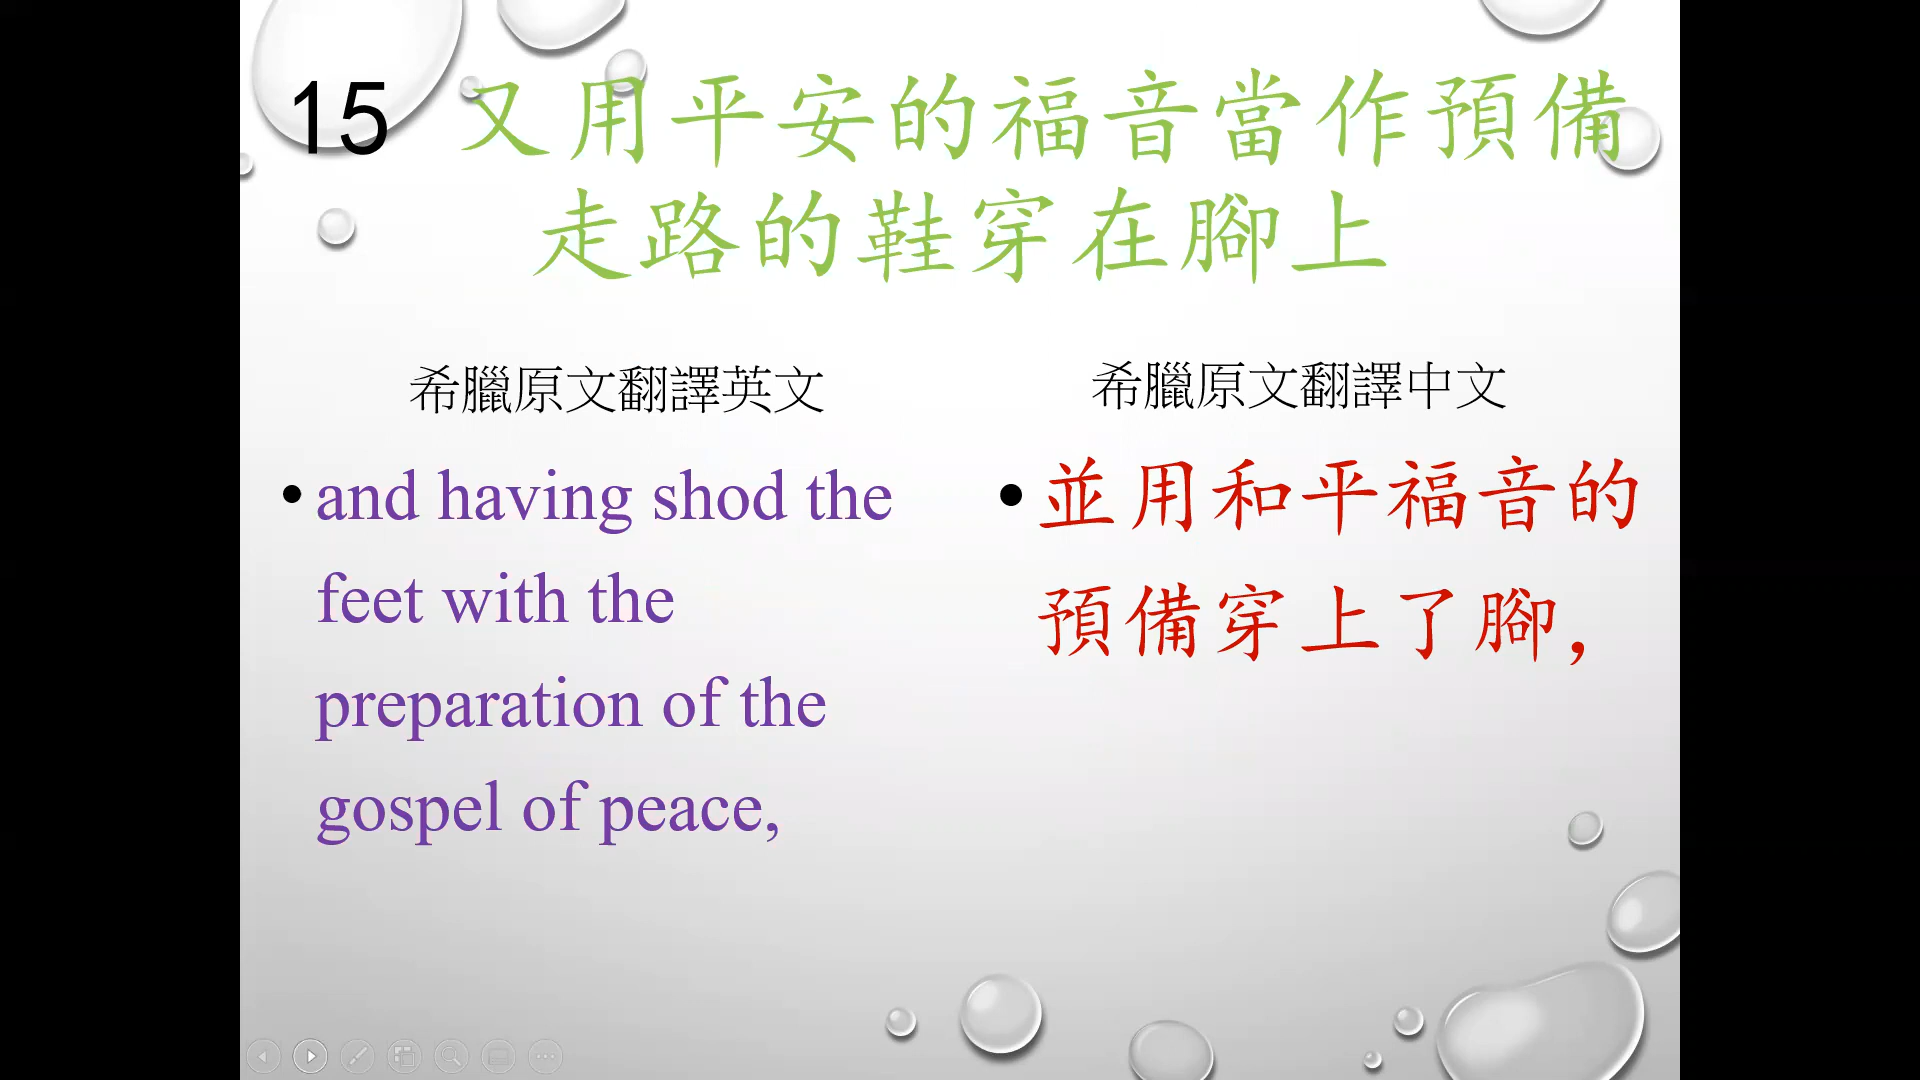 15 又用平安的福音當作預備
走路的鞋穿在腳上
希臘原文翻譯英文
• and having shod the
feet with the
preparation of the
gospel of peace,
希臘原文翻譯中文
• 並用和平福音的
預備穿上了腳,